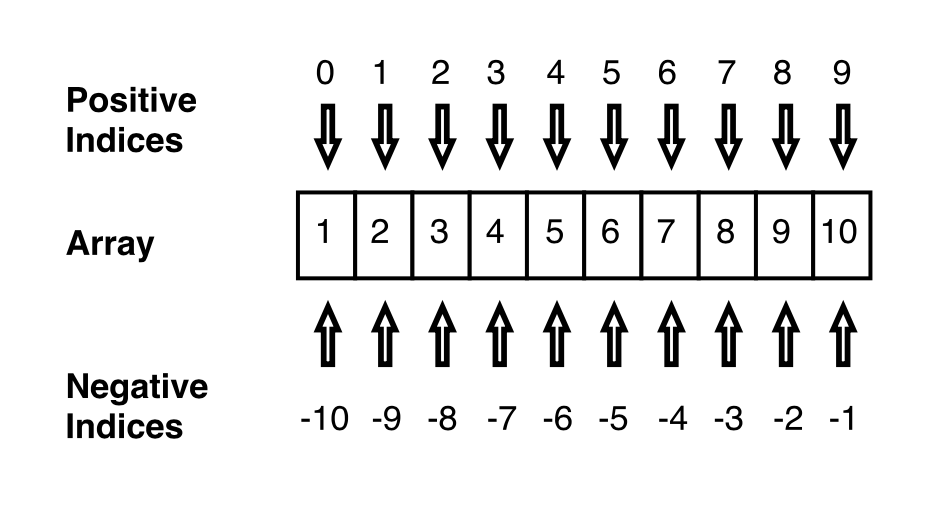 0 1 2 3 4 5 6 7 8 9
Positive
Indices
Array
1 2 3 4 5 6 7 8 9 10
Negative
Indices
-10 -9 -8 -7 -6 -5 -4 -3 -2 -1